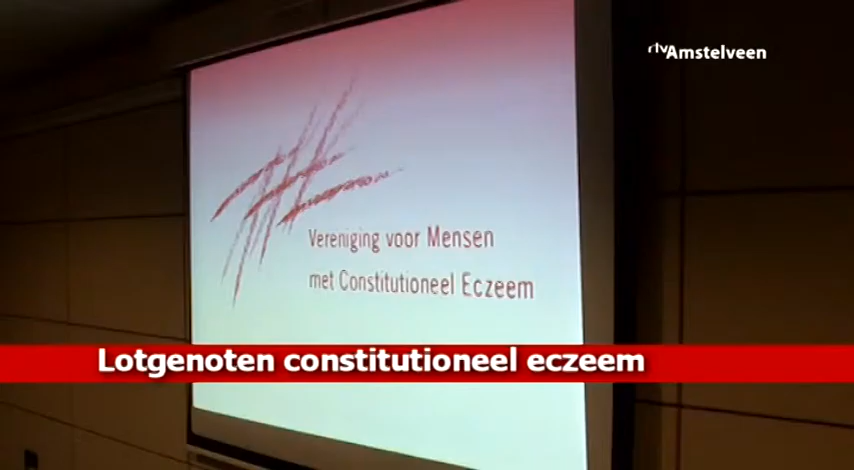 rtvAmstelveen
Vereniging voor Mensen
met Constitutioneel Eczeem
Lotgenoten constitutioneel eczeem